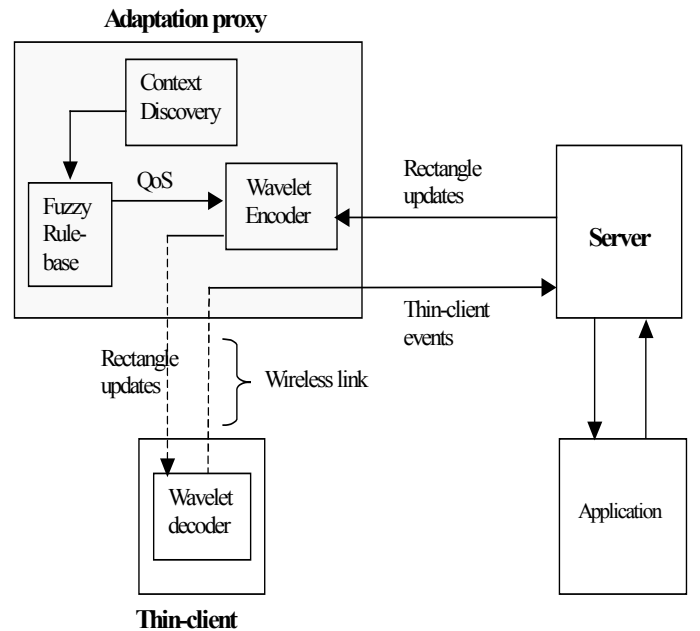 Adaptation proxy
Context
Discovery
QoS
Fuzzy
Rule-
base
Wavelet
Encoder
Rectangle
updates
Server
Thin-client
events
Rectangle
updates
Wireless link
Wavelet
decoder
Application
Thin-client